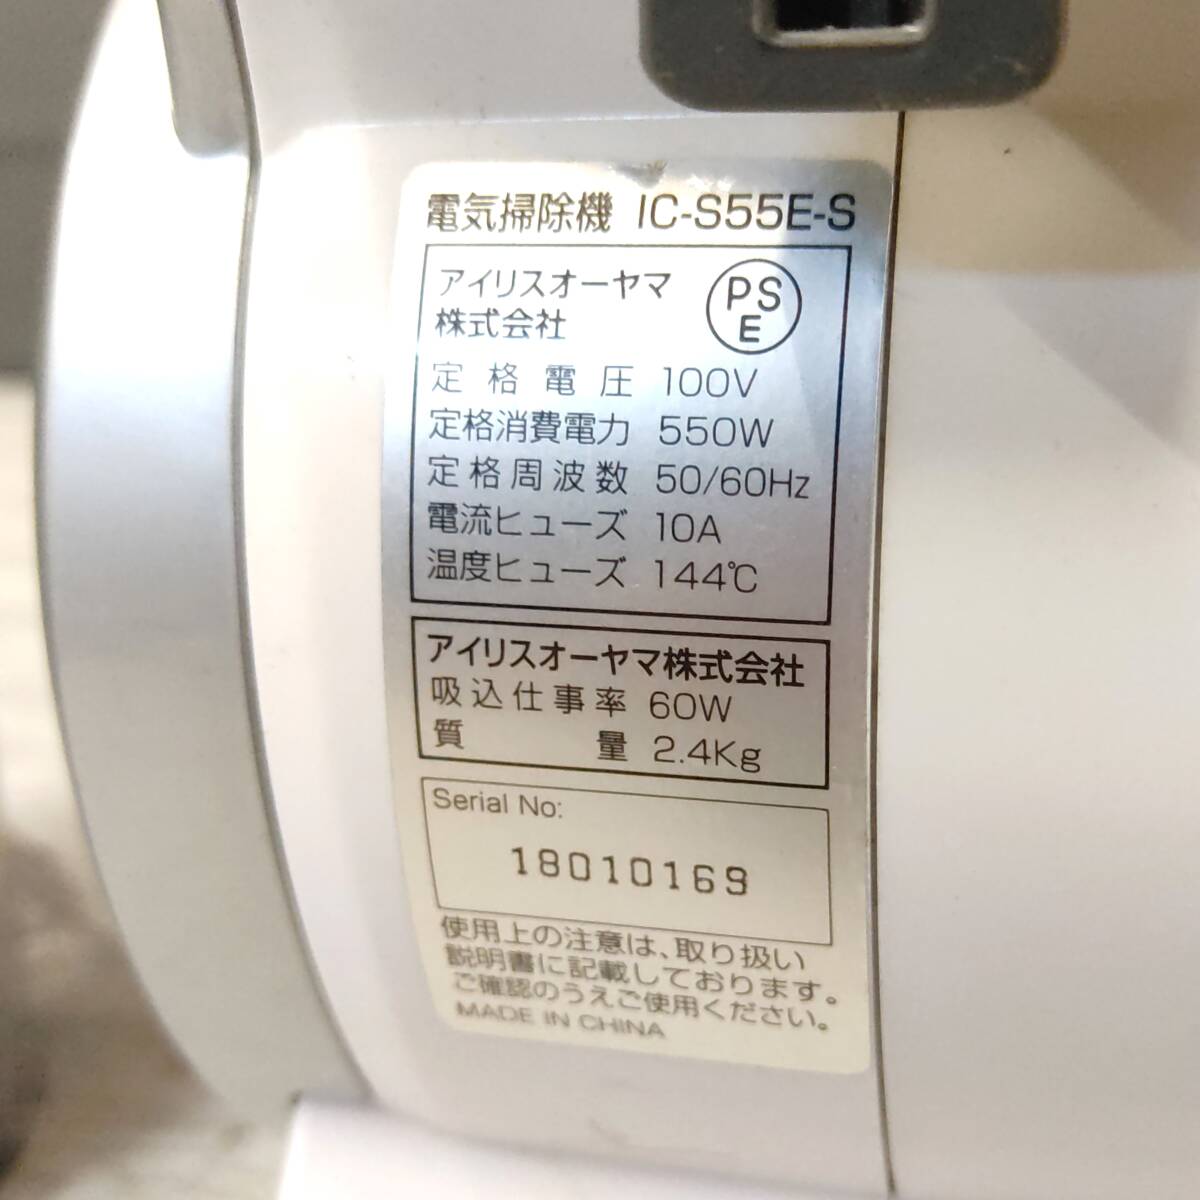 電気掃除機 IC-S55E-S
アイリスオーヤマ
株式会社
PS
E
定格電圧 100V
定格消費電力 550W
定格周波数 50/60Hz
電流ヒューズ 10A
温度ヒューズ 144℃
アイリスオーヤマ株式会社
吸込仕事率 60W
質量 2.4Kg
Serial No:
18010169
使用上の注意は、取り扱い
説明書に記載しております。
ご確認のうえご使用ください。
MADE IN CHINA